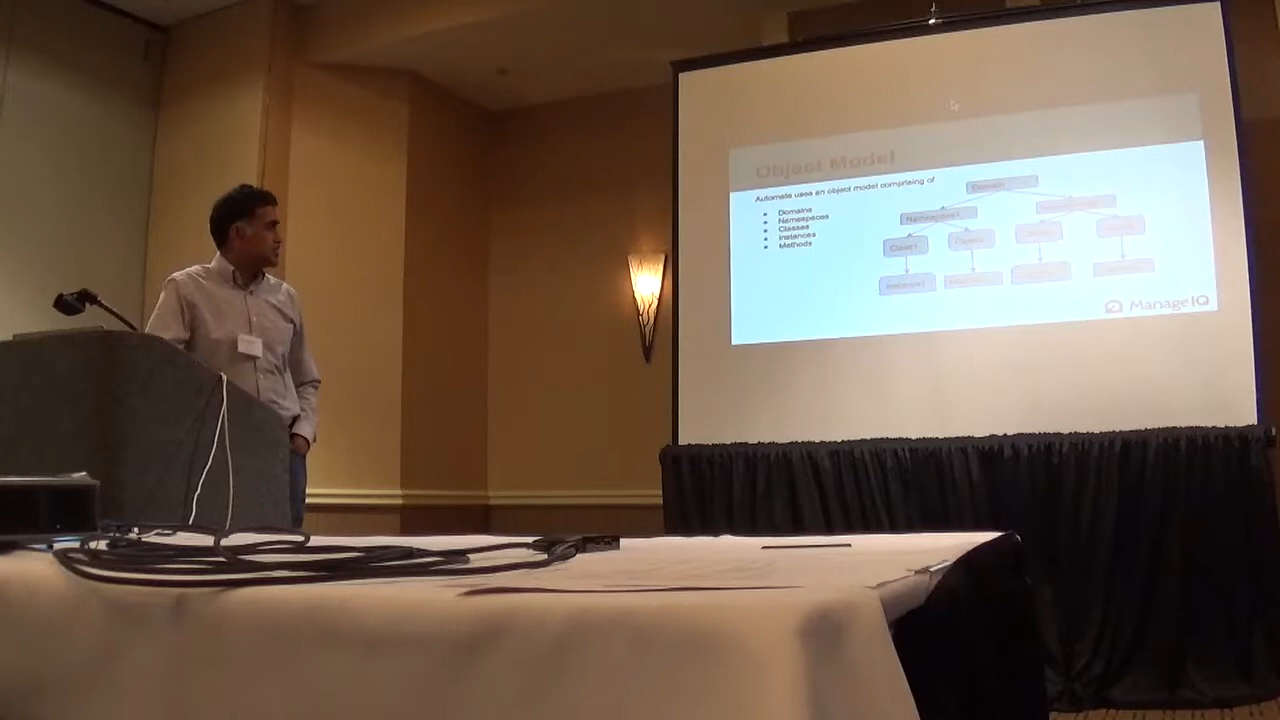 Object Model
Automate uses an object model comprising of
Domains
Namespaces
Classes
Instances
Methods
Domain
Namespace1
Class1
Class2
Instance1
ManageIQ